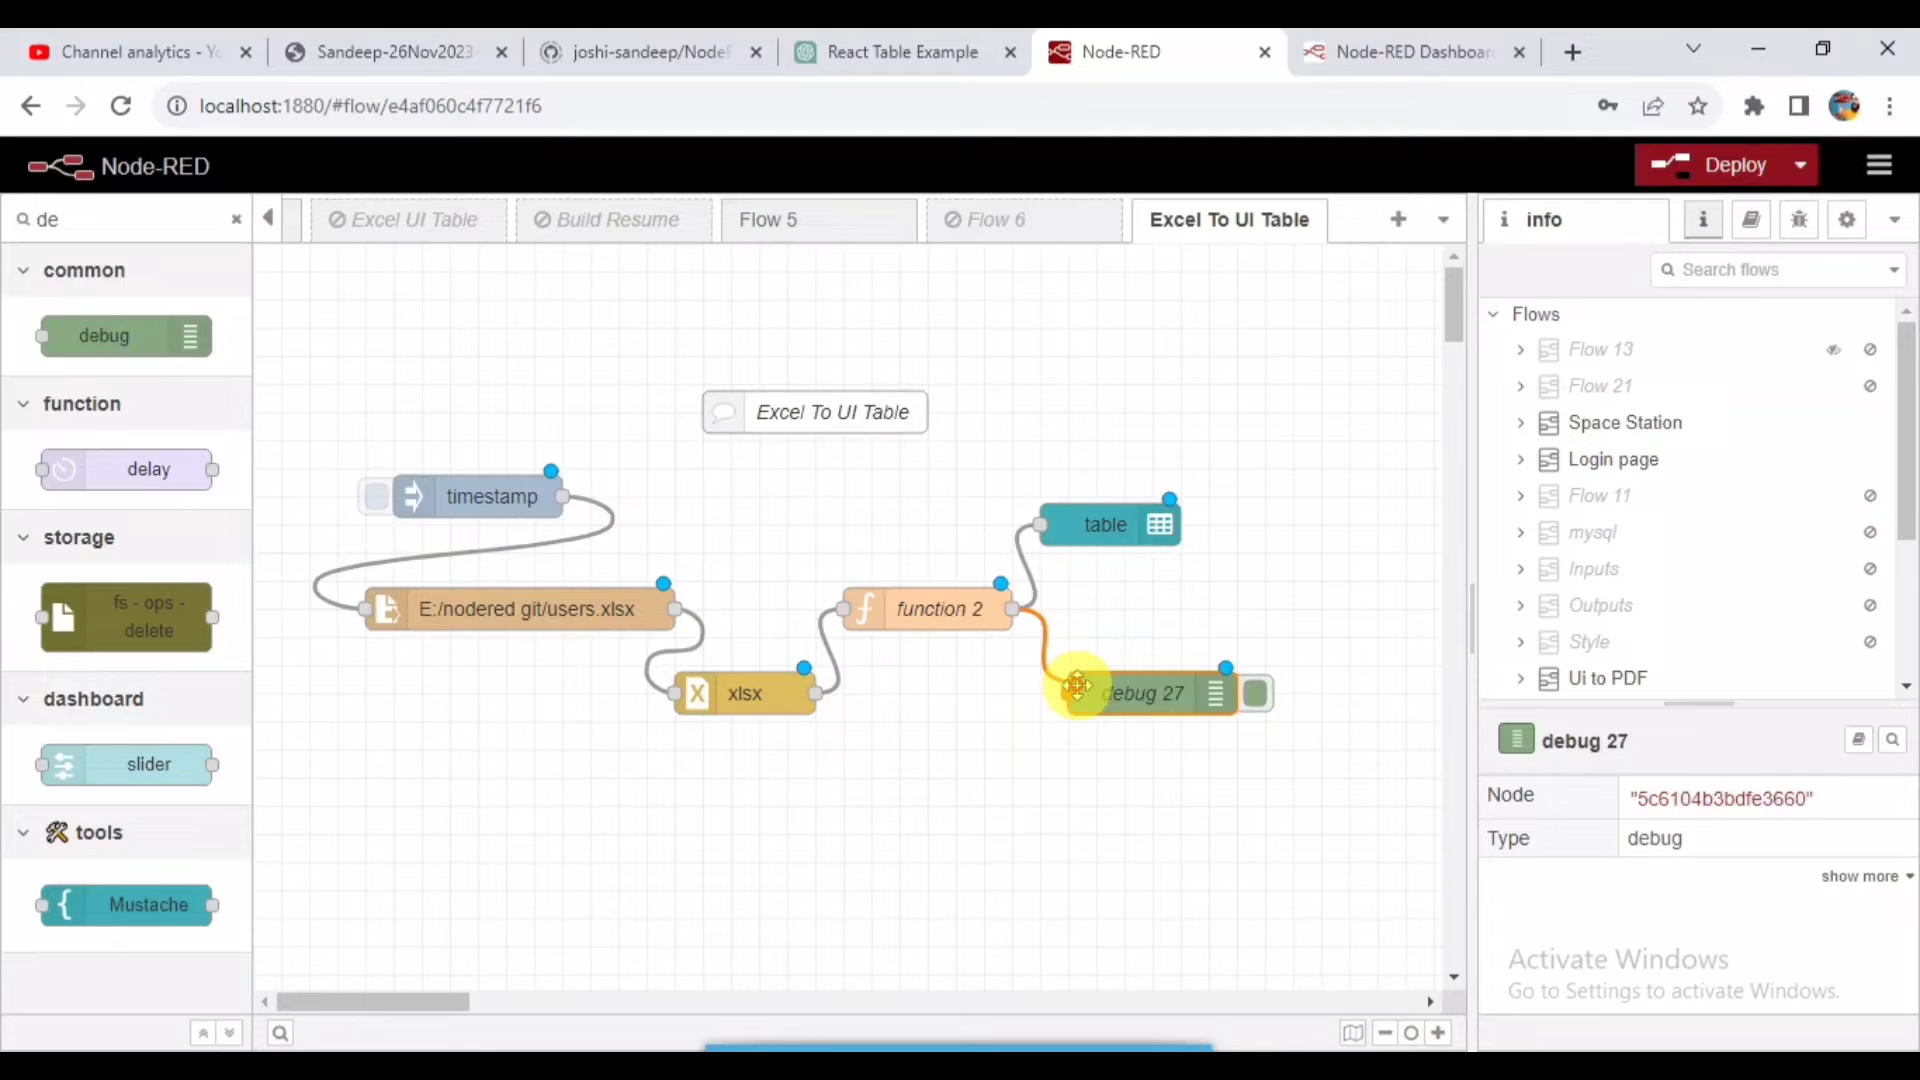 Channel analytics - Yo
Sandeep-26Nov2023-
joshi-sandeep/Node
React Table Example
Node-RED
Node-RED Dashboar
localhost:1880/#flow/e4af060c4f7721f6
Node-RED
Deploy
de
Excel UI Table
Build Resume
Flow 5
Flow 6
Excel To UI Table
info
Search flows
common
debug
function
delay
storage
fs - ops -
delete
dashboard
slider
tools
Mustache
Excel To UI Table
timestamp
table
E:/nodered git/users.xlsx
function 2
xlsx
debug 27
Flows
Flow 13
Flow 21
Space Station
Login page
Flow 11
mysql
Inputs
Outputs
Style
Ui to PDF
debug 27
Node "5c6104b3bdfe3660"
Type debug
show more
Activate Windows
Go to Settings to activate Windows.